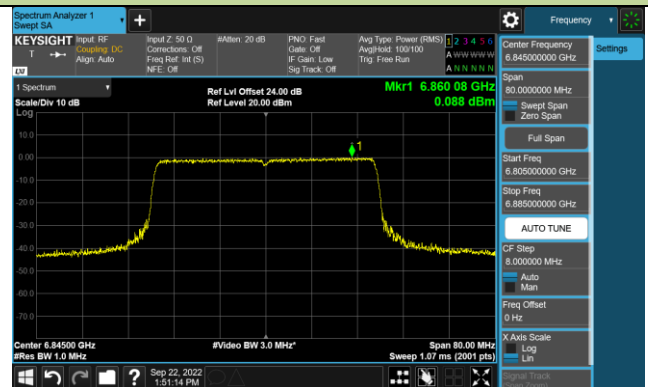 Spectrum Analyzer 1
Swept SA
Frequency
KEYSIGHT
Input: RF
Coupling: DC
Align: Auto
Input Z: 50 Ω
Corrections: Off
Freq Ref: Int (S)
NFE: Off
#Atten: 20 dB
PNO: Fast
Gate: Off
IF Gain: Low
Sig Track: Off
Avg Type: Power (RMS)
Avg|Hold: 100/100
Trig: Free Run
1 2 3 4 5 6
A W W W W W
A N N N N N
LXI
1 Spectrum
Scale/Div 10 dB
Log
Ref Lvl Offset 24.00 dB
Ref Level 20.00 dBm
Mkr1 6.860 08 GHz
0.088 dBm
10.0
0.00
-10.0
-20.0
-30.0
-40.0
-50.0
-60.0
-70.0
1
Center 6.84500 GHz
#Res BW 1.0 MHz
#Video BW 3.0 MHz*
Span 80.00 MHz
Sweep 1.07 ms (2001 pts)
Sep 22, 2022
1:51:14 PM
Center Frequency
6.845000000 GHz
Settings
Span
80.0000000 MHz
Swept Span
Zero Span
Full Span
Start Freq
6.805000000 GHz
Stop Freq
6.885000000 GHz
AUTO TUNE
CF Step
8.000000 MHz
Auto
Man
Freq Offset
0 Hz
X Axis Scale
Log
Lin
Signal Track
(Span Zoom)